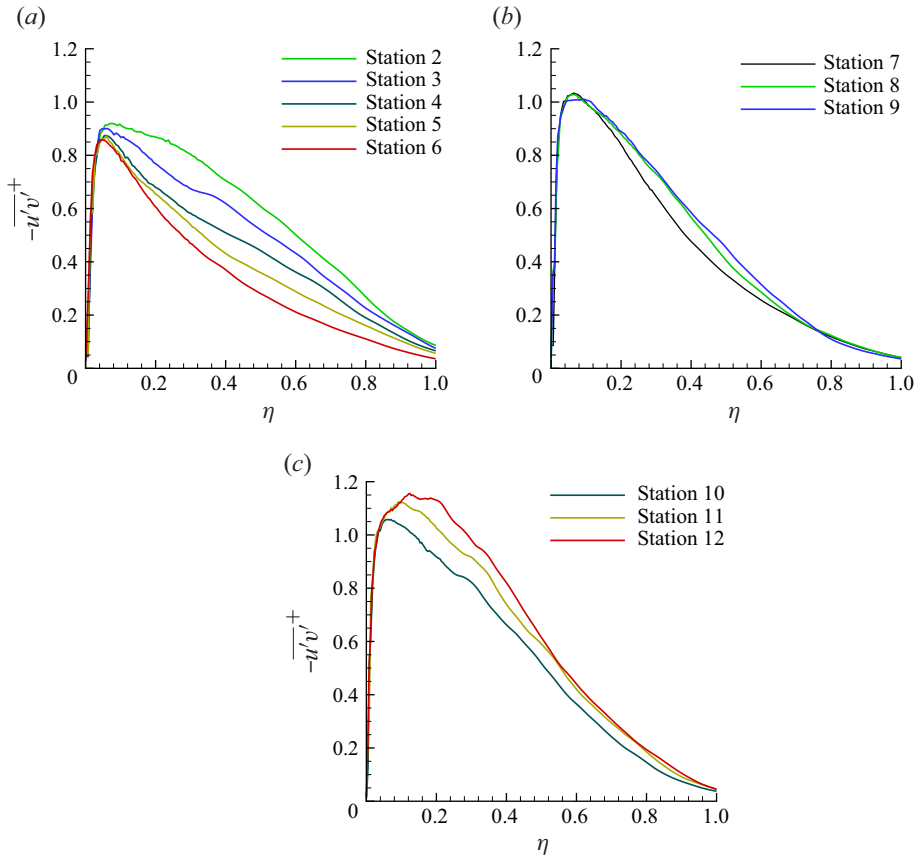 (a)
1.2
1.0
0.8
0.6
0.4
0.2
0
0.2 0.4 0.6 0.8 1.0
−u′v′+
η
Station 2
Station 3
Station 4
Station 5
Station 6
(b)
1.2
1.0
0.8
0.6
0.4
0.2
0
0.2 0.4 0.6 0.8 1.0
η
Station 7
Station 8
Station 9
(c)
1.2
1.0
0.8
0.6
0.4
0.2
0
0.2 0.4 0.6 0.8 1.0
−u′v′+
η
Station 10
Station 11
Station 12